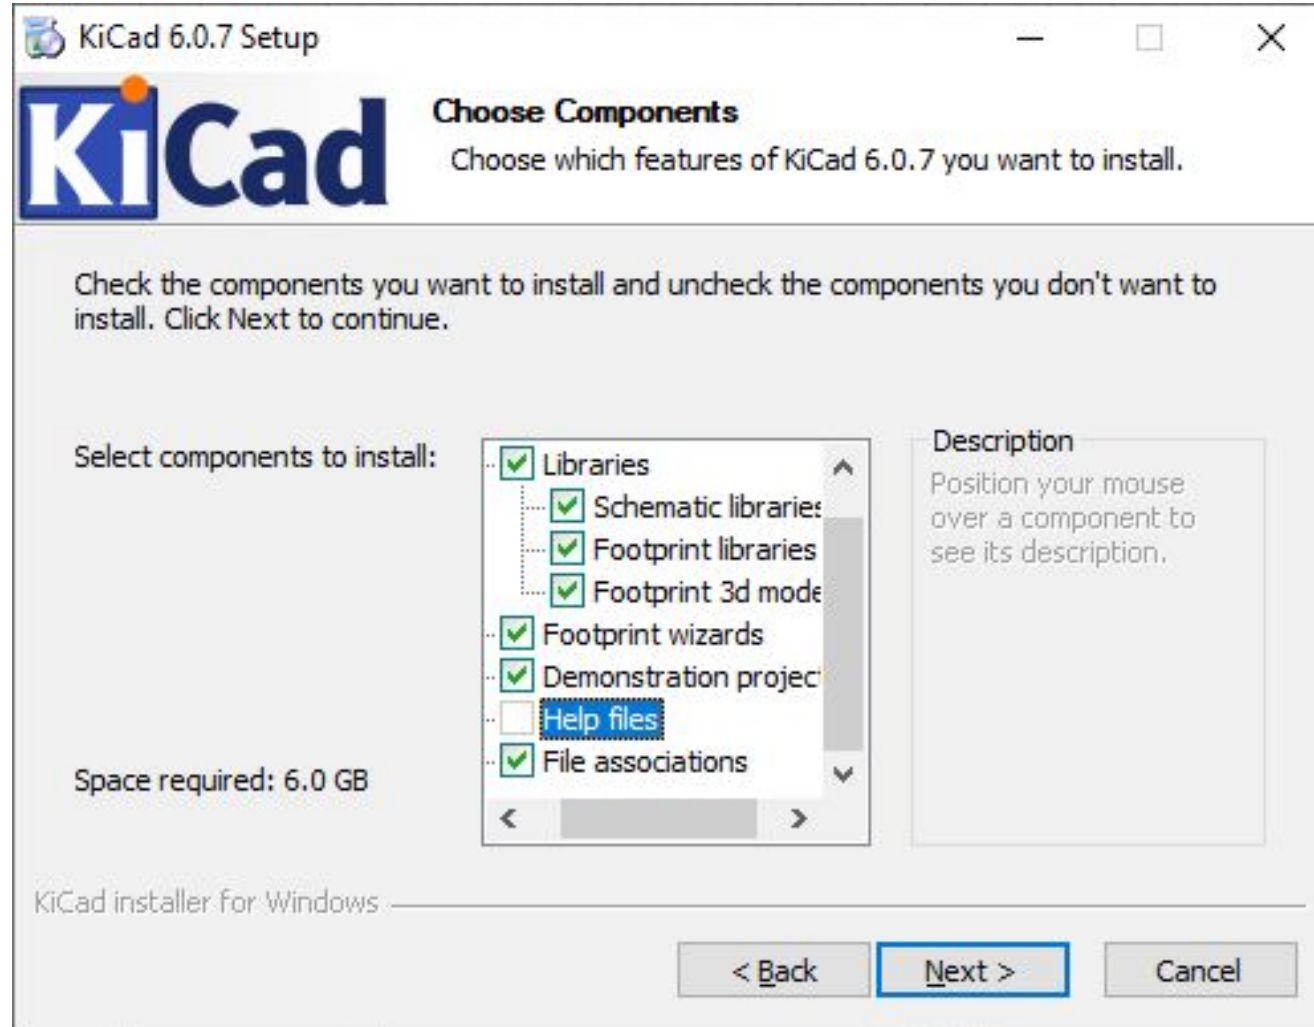 KiCad 6.0.7 Setup
KiCad
Choose Components
Choose which features of KiCad 6.0.7 you want to install.
Check the components you want to install and uncheck the components you don't want to
install. Click Next to continue.
Select components to install:
Libraries
Schematic libraries
Footprint libraries
Footprint 3d mode
Footprint wizards
Demonstration project
Help files
File associations
Description
Position your mouse
over a component to
see its description.
Space required: 6.0 GB
KiCad installer for Windows
< Back
Next >
Cancel